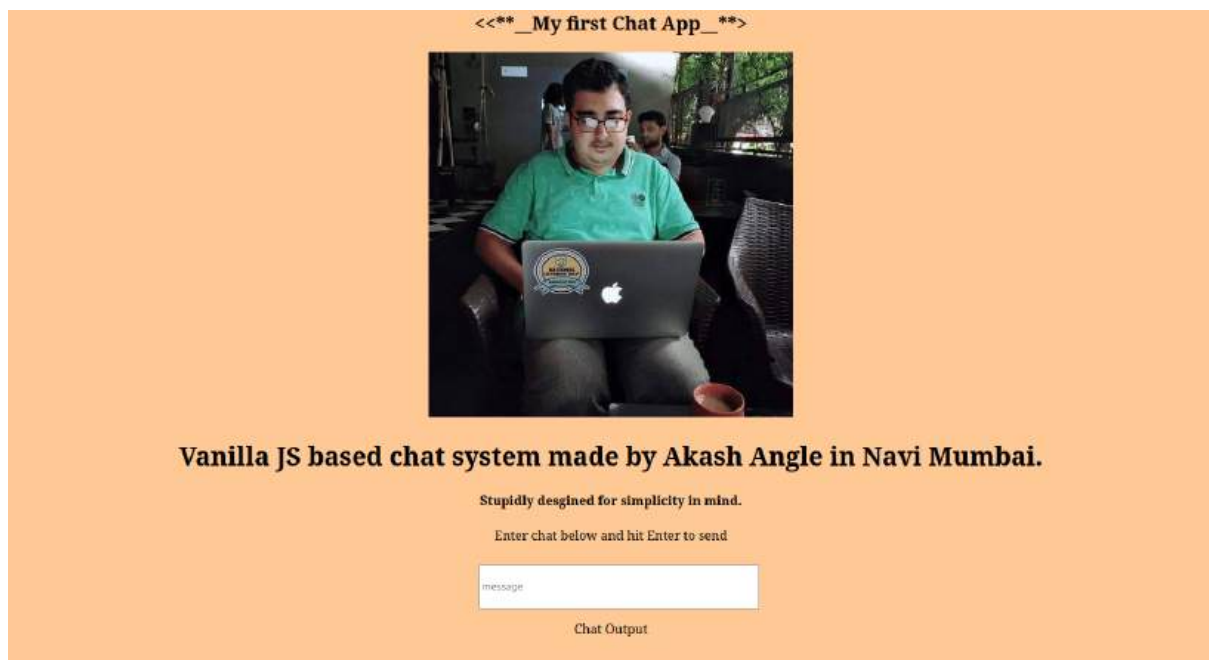 <<**__My first Chat App__**>
Vanilla JS based chat system made by Akash Angle in Navi Mumbai.
Stupidly desgined for simplicity in mind.
Enter chat below and hit Enter to send
message
Chat Output